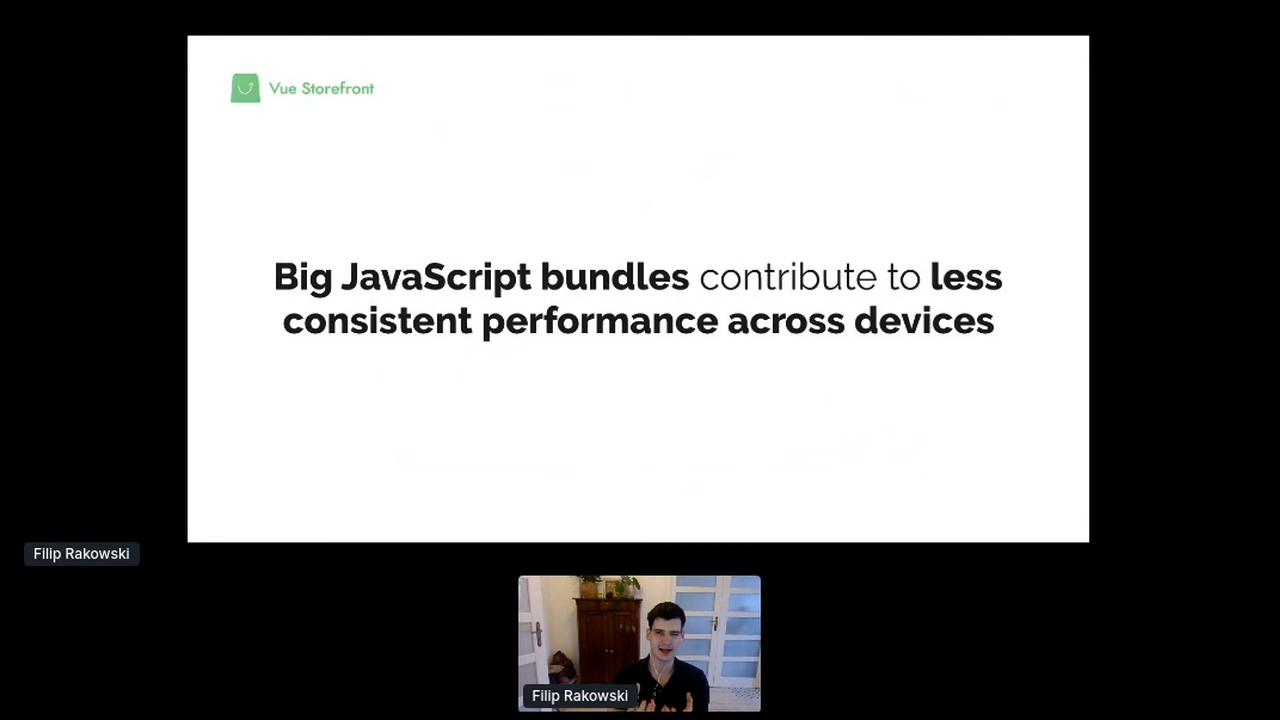 Vue Storefront
Big JavaScript bundles contribute to less
consistent performance across devices
Filip Rakowski
Filip Rakowski